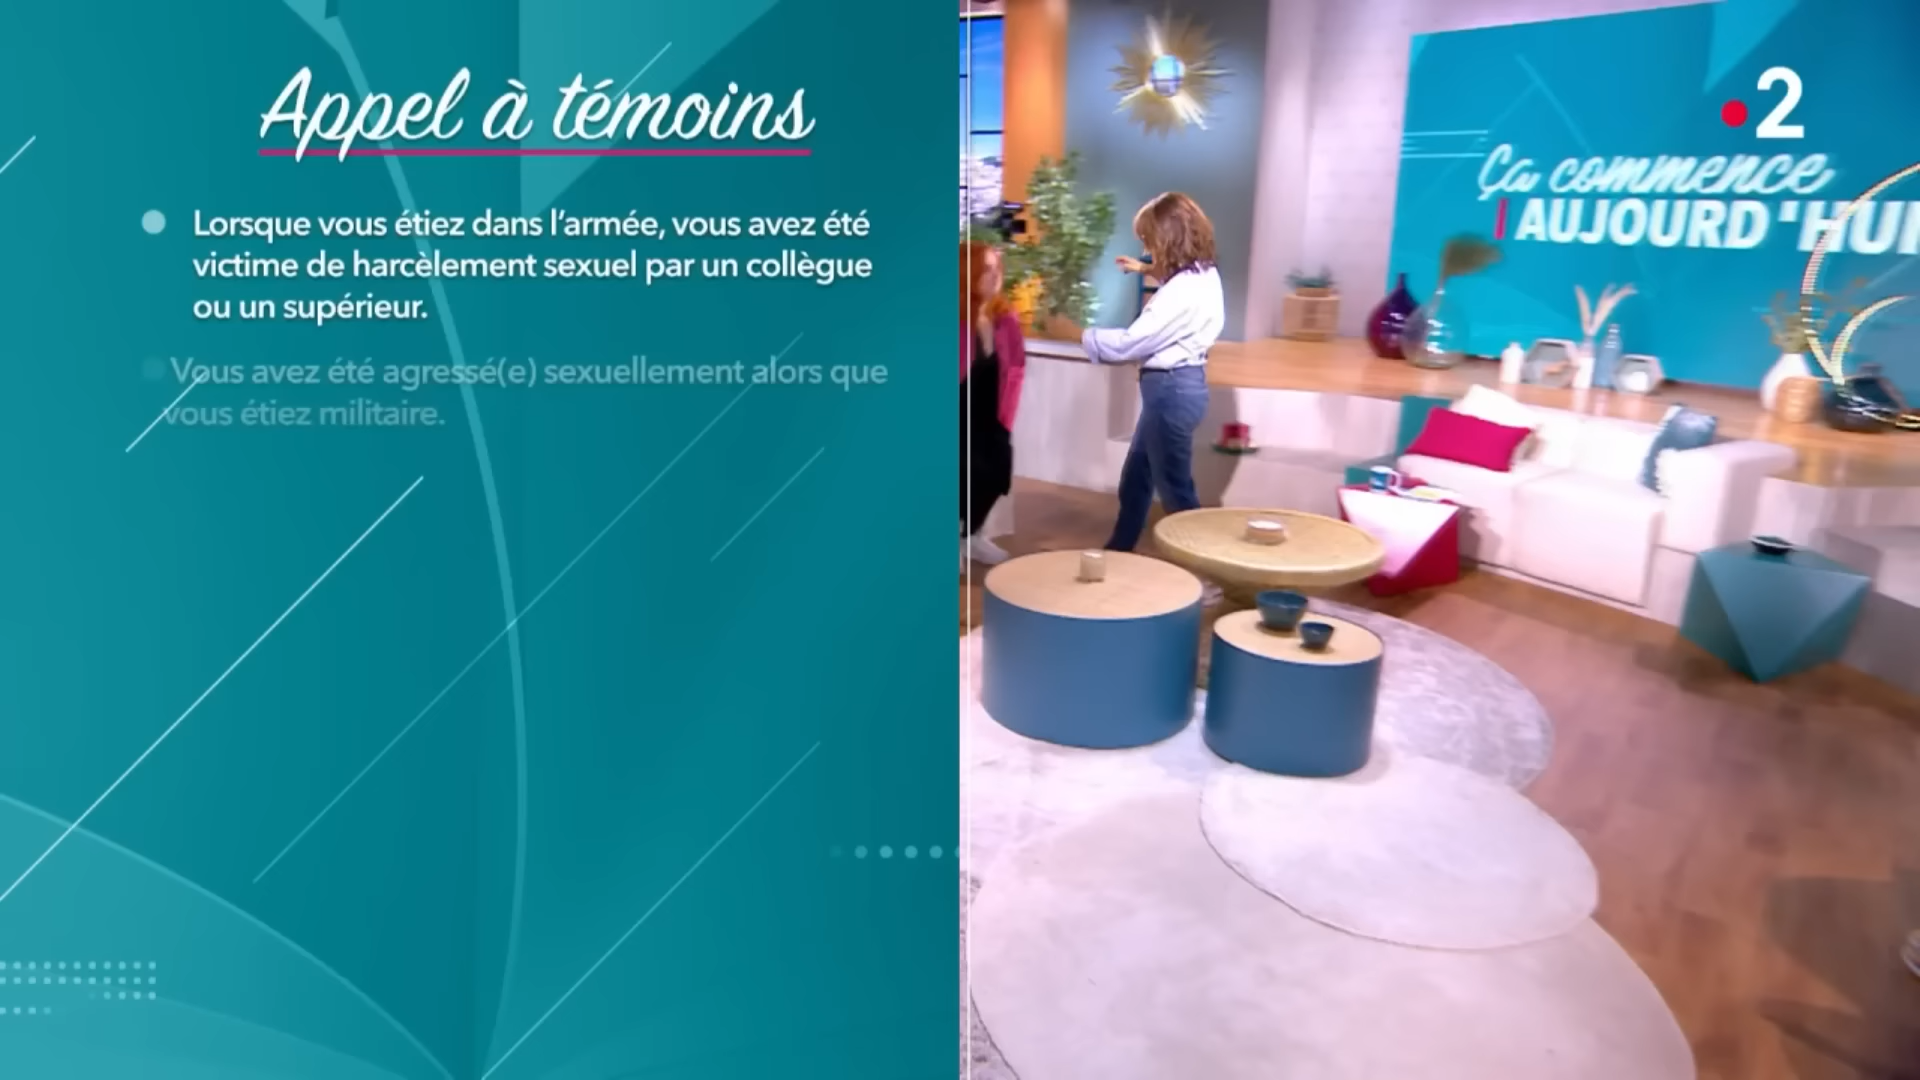 Appel à témoins
Lorsque vous étiez dans l’armée, vous avez été
victime de harcèlement sexuel par un collègue
ou un supérieur.
Vous avez été agressé(e) sexuellement alors que
vous étiez militaire.
2
Ça commence
AUJOURD'HUI